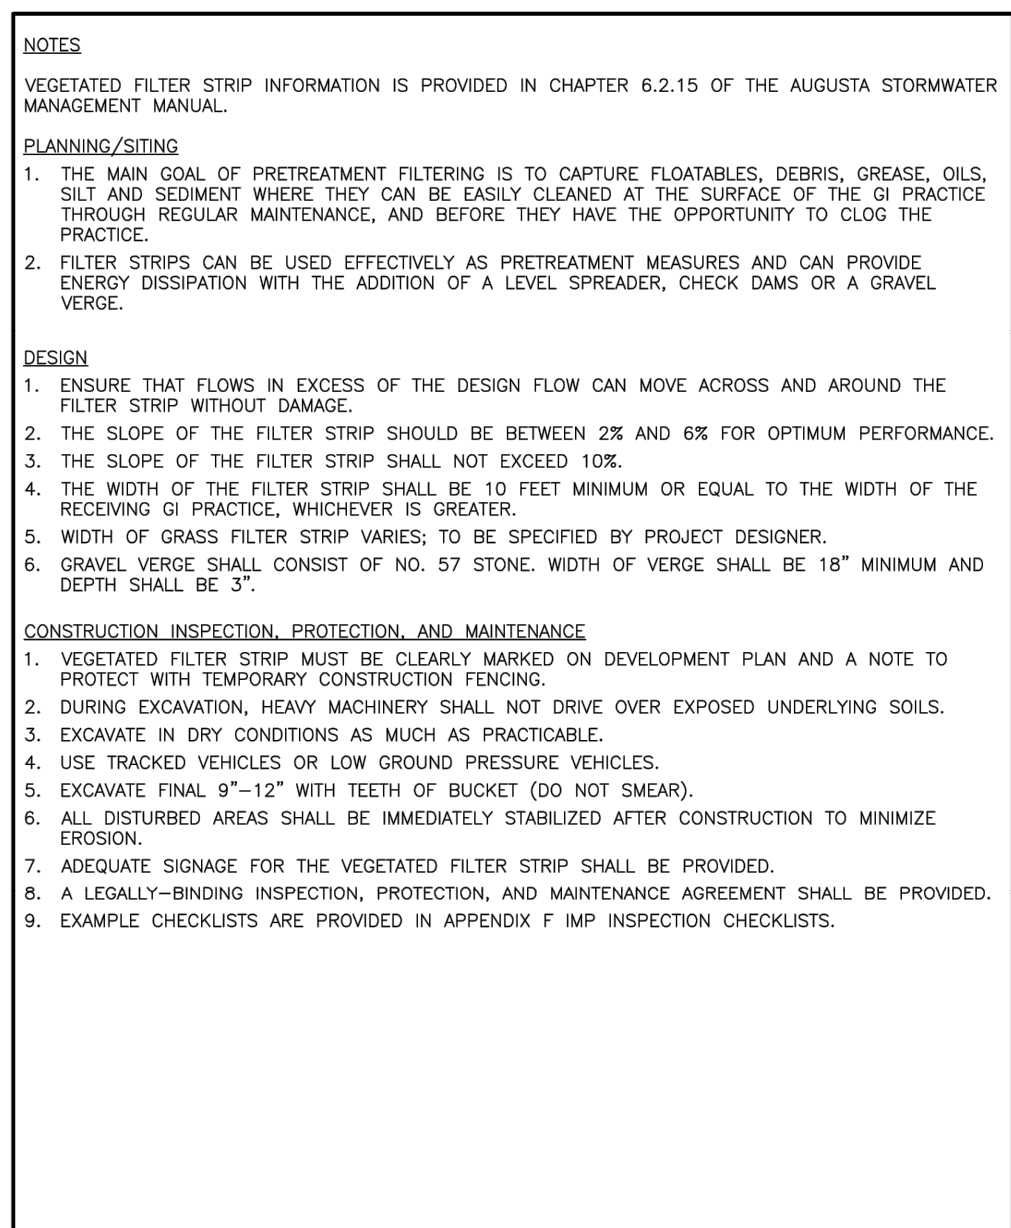 NOTES
VEGETATED FILTER STRIP INFORMATION IS PROVIDED IN CHAPTER 6.2.15 OF THE AUGUSTA STORMWATER
MANAGEMENT MANUAL.
PLANNING/SITING
1. THE MAIN GOAL OF PRETREATMENT FILTERING IS TO CAPTURE FLOATABLES, DEBRIS, GREASE, OILS,
SILT AND SEDIMENT WHERE THEY CAN BE EASILY CLEANED AT THE SURFACE OF THE GI PRACTICE
THROUGH REGULAR MAINTENANCE, AND BEFORE THEY HAVE THE OPPORTUNITY TO CLOG THE
PRACTICE.
2. FILTER STRIPS CAN BE USED EFFECTIVELY AS PRETREATMENT MEASURES AND CAN PROVIDE
ENERGY DISSIPATION WITH THE ADDITION OF A LEVEL SPREADER, CHECK DAMS OR A GRAVEL
VERGE.
DESIGN
1. ENSURE THAT FLOWS IN EXCESS OF THE DESIGN FLOW CAN MOVE ACROSS AND AROUND THE
FILTER STRIP WITHOUT DAMAGE.
2. THE SLOPE OF THE FILTER STRIP SHOULD BE BETWEEN 2% AND 6% FOR OPTIMUM PERFORMANCE.
3. THE SLOPE OF THE FILTER STRIP SHALL NOT EXCEED 10%.
4. THE WIDTH OF THE FILTER STRIP SHALL BE 10 FEET MINIMUM OR EQUAL TO THE WIDTH OF THE
RECEIVING GI PRACTICE, WHICHEVER IS GREATER.
5. WIDTH OF GRASS FILTER STRIP VARIES; TO BE SPECIFIED BY PROJECT DESIGNER.
6. GRAVEL VERGE SHALL CONSIST OF NO. 57 STONE. WIDTH OF VERGE SHALL BE 18" MINIMUM AND
DEPTH SHALL BE 3".
CONSTRUCTION INSPECTION, PROTECTION, AND MAINTENANCE
1. VEGETATED FILTER STRIP MUST BE CLEARLY MARKED ON DEVELOPMENT PLAN AND A NOTE TO
PROTECT WITH TEMPORARY CONSTRUCTION FENCING.
2. DURING EXCAVATION, HEAVY MACHINERY SHALL NOT DRIVE OVER EXPOSED UNDERLYING SOILS.
3. EXCAVATE IN DRY CONDITIONS AS MUCH AS PRACTICABLE.
4. USE TRACKED VEHICLES OR LOW GROUND PRESSURE VEHICLES.
5. EXCAVATE FINAL 9"–12" WITH TEETH OF BUCKET (DO NOT SMEAR).
6. ALL DISTURBED AREAS SHALL BE IMMEDIATELY STABILIZED AFTER CONSTRUCTION TO MINIMIZE
EROSION.
7. ADEQUATE SIGNAGE FOR THE VEGETATED FILTER STRIP SHALL BE PROVIDED.
8. A LEGALLY–BINDING INSPECTION, PROTECTION, AND MAINTENANCE AGREEMENT SHALL BE PROVIDED.
9. EXAMPLE CHECKLISTS ARE PROVIDED IN APPENDIX F IMP INSPECTION CHECKLISTS.